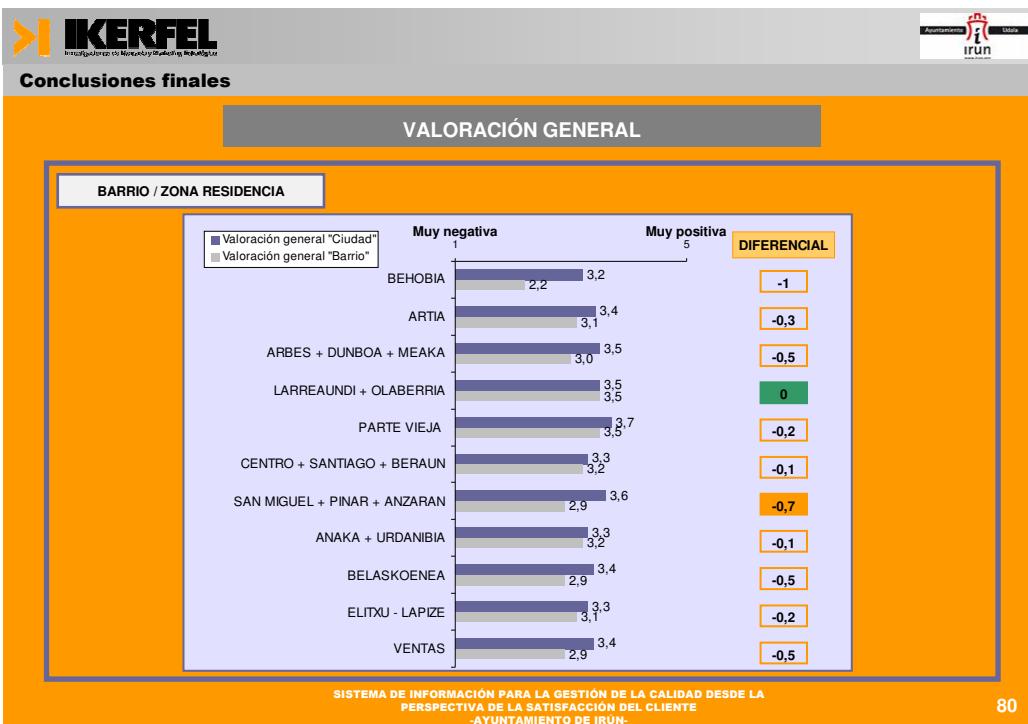 IKERFEL
Ayuntamiento Udala
irun
Conclusiones finales
VALORACIÓN GENERAL
BARRIO / ZONA RESIDENCIA
Valoración general "Ciudad"
Valoración general "Barrio"
Muy negativa
Muy positiva
1
5
DIFERENCIAL
BEHOBIA 3,2 2,2 -1
ARTIA 3,4 3,1 -0,3
ARBES + DUNBOA + MEAKA 3,5 3,0 -0,5
LARREAUNDI + OLABERRIA 3,5 3,5 0
PARTE VIEJA 3,7 3,5 -0,2
CENTRO + SANTIAGO + BERAUN 3,3 3,2 -0,1
SAN MIGUEL + PINAR + ANZARAN 3,6 2,9 -0,7
ANAKA + URDANIBIA 3,3 3,2 -0,1
BELASKOENEA 3,4 2,9 -0,5
ELITXU - LAPIZE 3,3 3,1 -0,2
VENTAS 3,4 2,9 -0,5
SISTEMA DE INFORMACIÓN PARA LA GESTIÓN DE LA CALIDAD DESDE LA
PERSPECTIVA DE LA SATISFACCIÓN DEL CLIENTE
-AYUNTAMIENTO DE IRÚN-
80